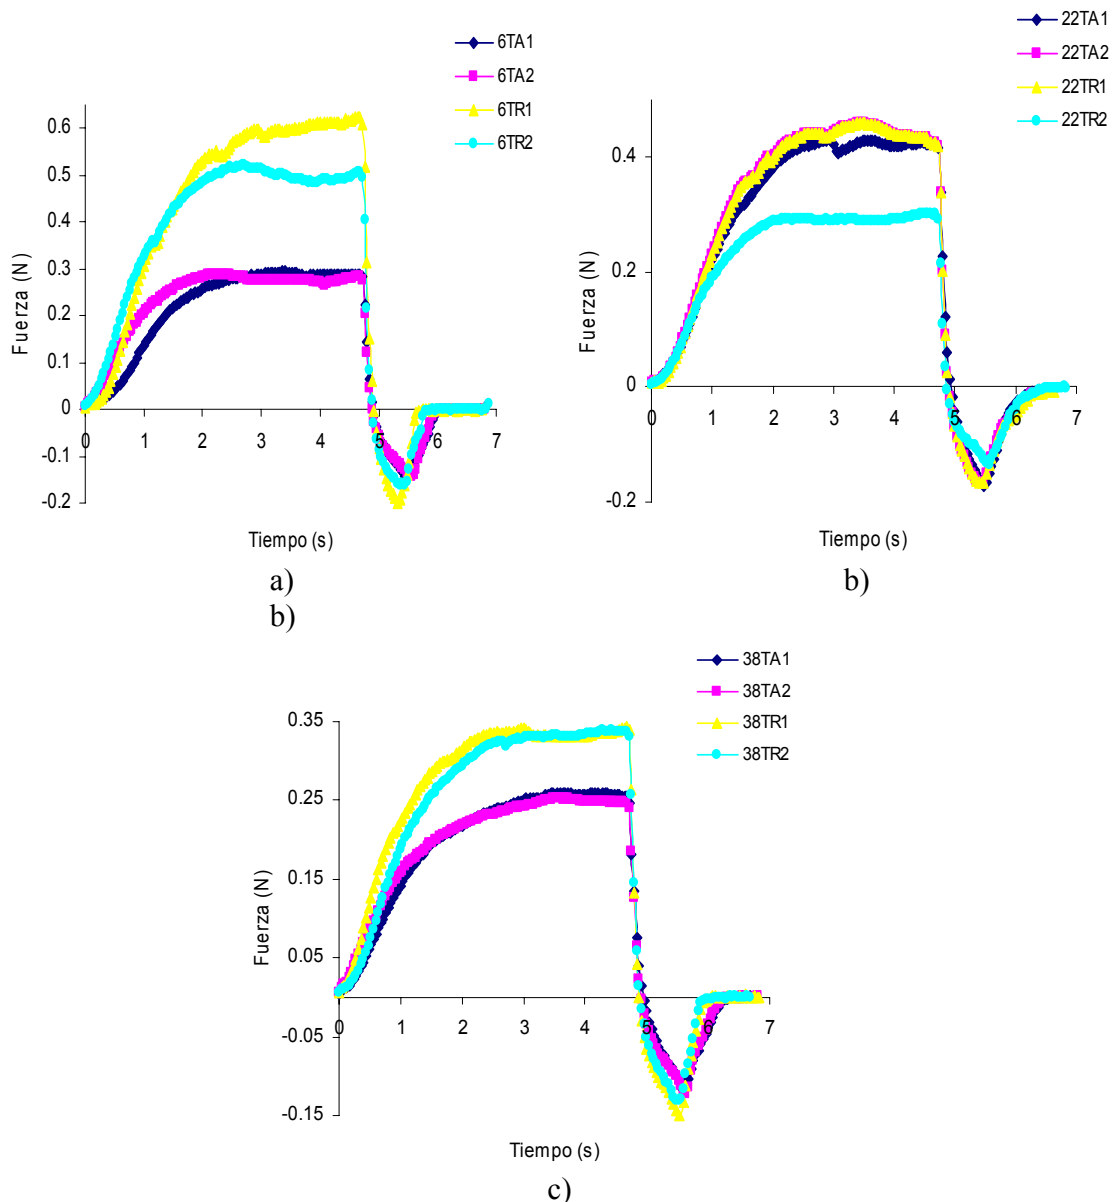 6TA1
6TA2
6TR1
6TR2
0.6
0.5
0.4
0.3
0.2
0.1
0
-0.1
-0.2
Fuerza (N)
0 1 2 3 4 5 6 7
Tiempo (s)
a)
b)
22TA1
22TA2
22TR1
22TR2
0.4
0.2
0
-0.2
Fuerza (N)
0 1 2 3 4 5 6 7
Tiempo (s)
b)
38TA1
38TA2
38TR1
38TR2
0.35
0.25
0.15
0.05
-0.05
-0.15
Fuerza (N)
0 1 2 3 4 5 6 7
Tiempo (s)
c)